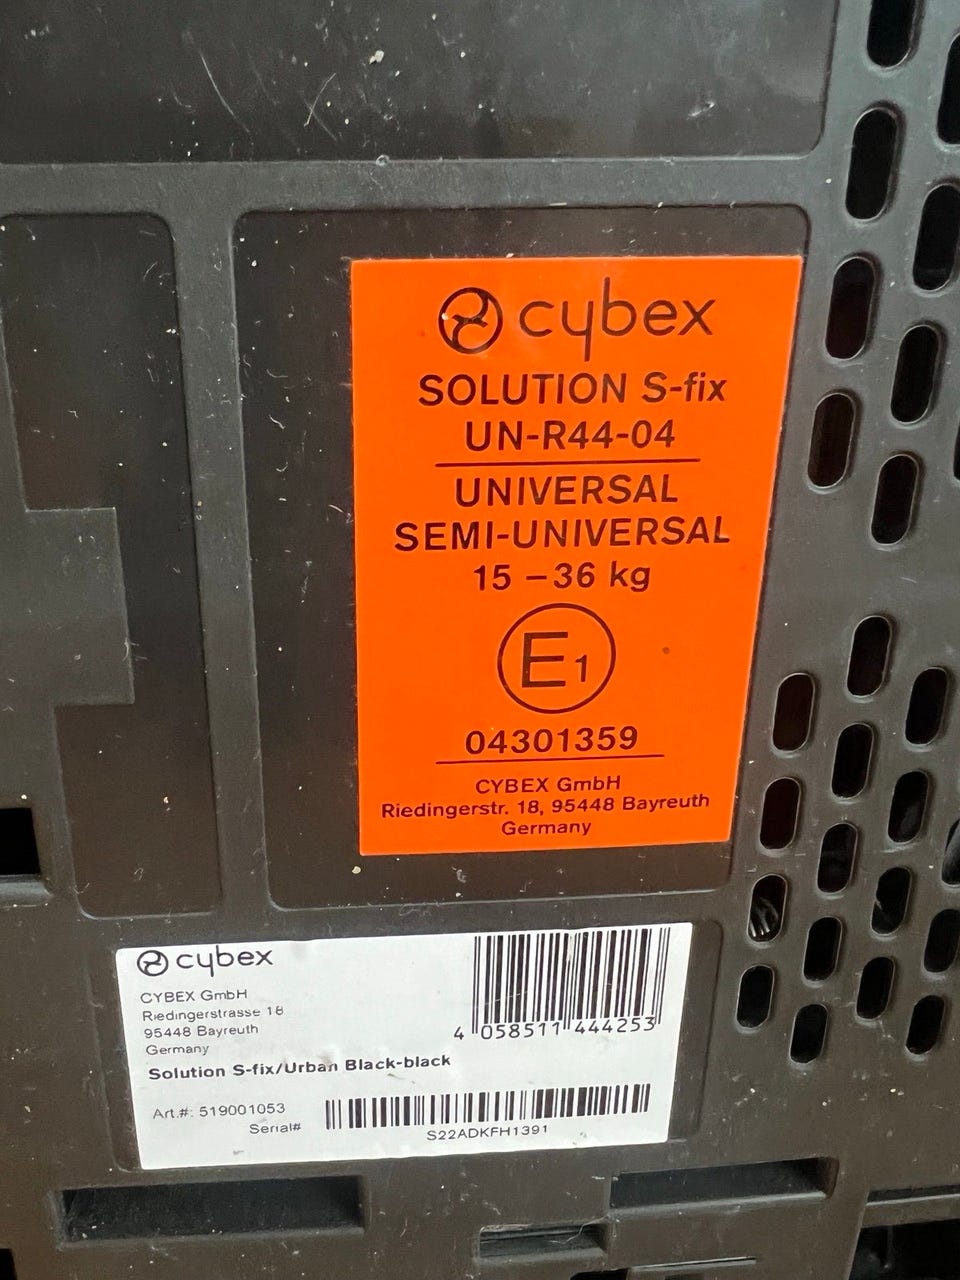 cybex
SOLUTION S-fix
UN-R44-04
UNIVERSAL
SEMI-UNIVERSAL
15 – 36 kg
E1
04301359
CYBEX GmbH
Riedingerstr. 18, 95448 Bayreuth
Germany
cybex
CYBEX GmbH
Riedingerstrasse 18
95448 Bayreuth
Germany
4 058511 444253
Solution S-fix/Urban Black-black
Art.#: 519001053
Serial#
S22ADKFH1391